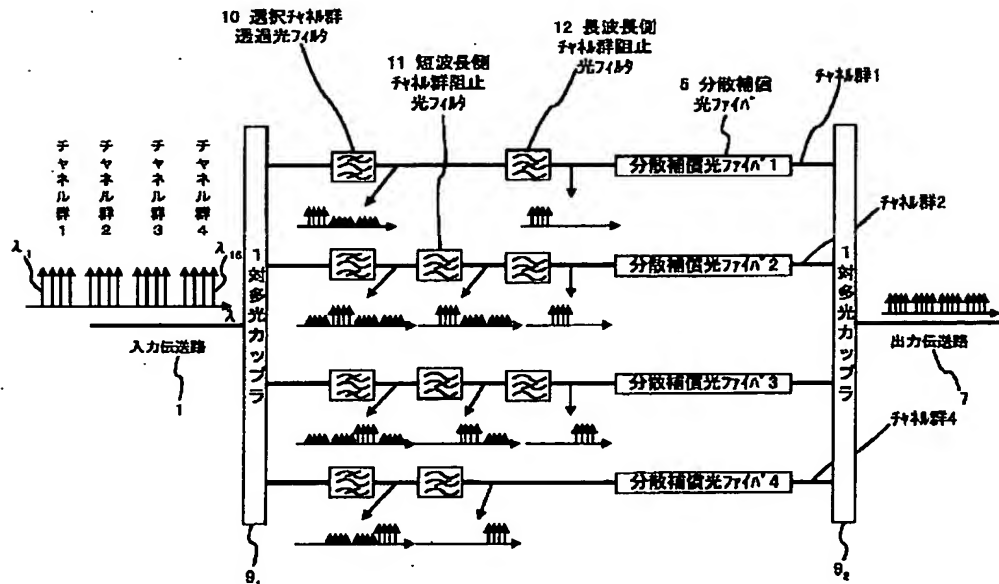 10 選択チャネル群
透過光フィルタ
11 短波長側
チャネル群阻止
光フィルタ
12 長波長側
チャネル群阻止
光フィルタ
5 分散補償
光ファイバ
チャネル群1
チャネル群1
チャネル群2
チャネル群3
チャネル群4
λ1
λ16
λ
入力伝送路
1
1対多光カップラ
9₁
分散補償光ファイバ1
チャネル群2
分散補償光ファイバ2
分散補償光ファイバ3
チャネル群4
分散補償光ファイバ4
1対多光カップラ
9₂
出力伝送路
7